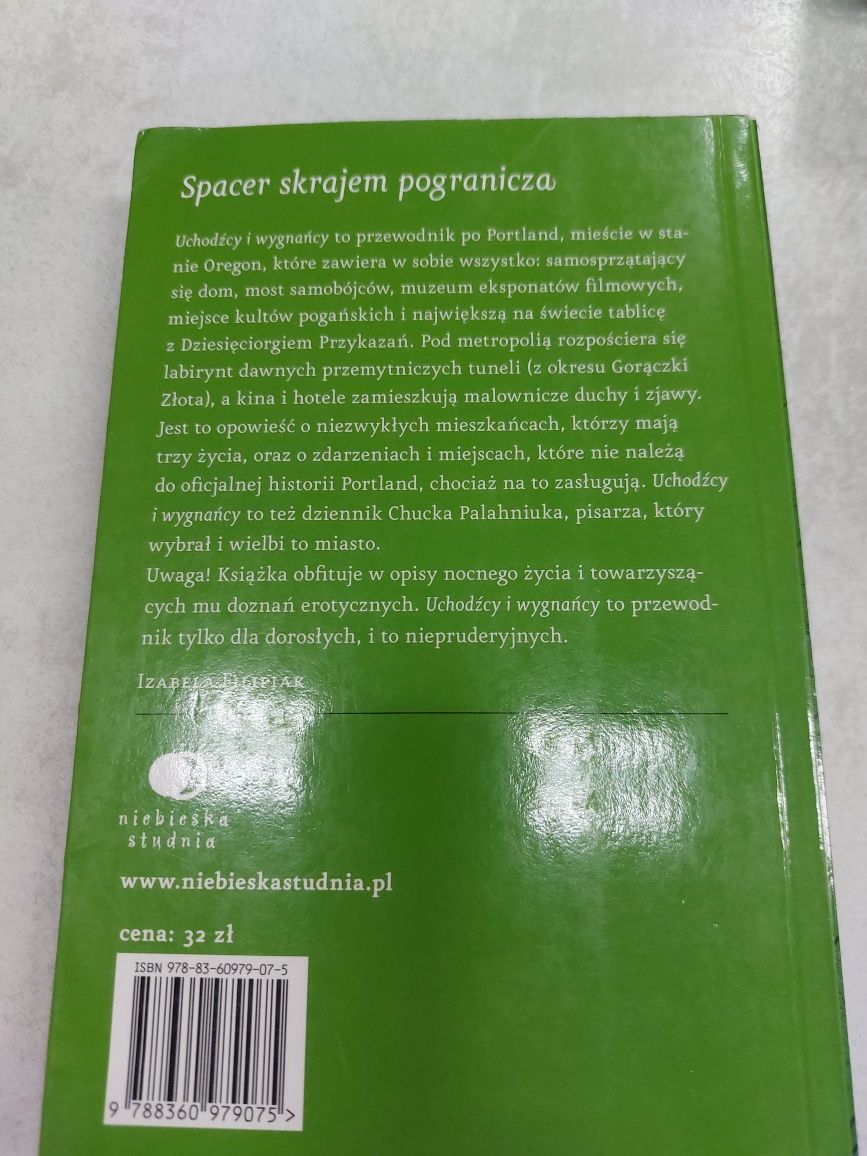 Spacer skrajem pogranicza
Uchodźcy i wygnańcy to przewodnik po Portland, mieście w sta-
nie Oregon, które zawiera w sobie wszystko: samosprzątający
się dom, most samobójców, muzeum eksponatów filmowych,
miejsce kultów pogańskich i największą na świecie tablicę
z Dziesięciorgiem Przykazań. Pod metropolią rozpościera się
labirynt dawnych przemytniczych tuneli (z okresu Gorączki
Złota), a kina i hotele zamieszkują malownicze duchy i zjawy.
Jest to opowieść o niezwykłych mieszkańcach, którzy mają
trzy życia, oraz o zdarzeniach i miejscach, które nie należą
do oficjalnej historii Portland, chociaż na to zasługują. Uchodźcy
i wygnańcy to też dziennik Chucka Palahniuka, pisarza, który
wybrał i wielbi to miasto.
Uwaga! Książka obfituje w opisy nocnego życia i towarzyszą-
cych mu doznań erotycznych. Uchodźcy i wygnańcy to przewod-
nik tylko dla dorosłych, i to niepruderyjnych.
Izabela Filipiak
niebieska
studnia
www.niebieskastudnia.pl
cena: 32 zł
ISBN 978-83-60979-07-5
9 788360 979075 >